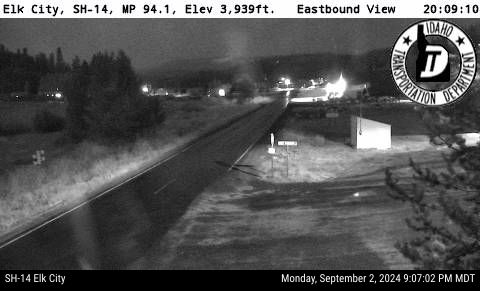 Elk City, SH-14, MP 94.1, Elev 3,939ft. Eastbound View 20:09:10
IDAHO
TRANSPORTATION DEPARTMENT
SH-14 Elk City Monday, September 2, 2024 9:07:02 PM MDT